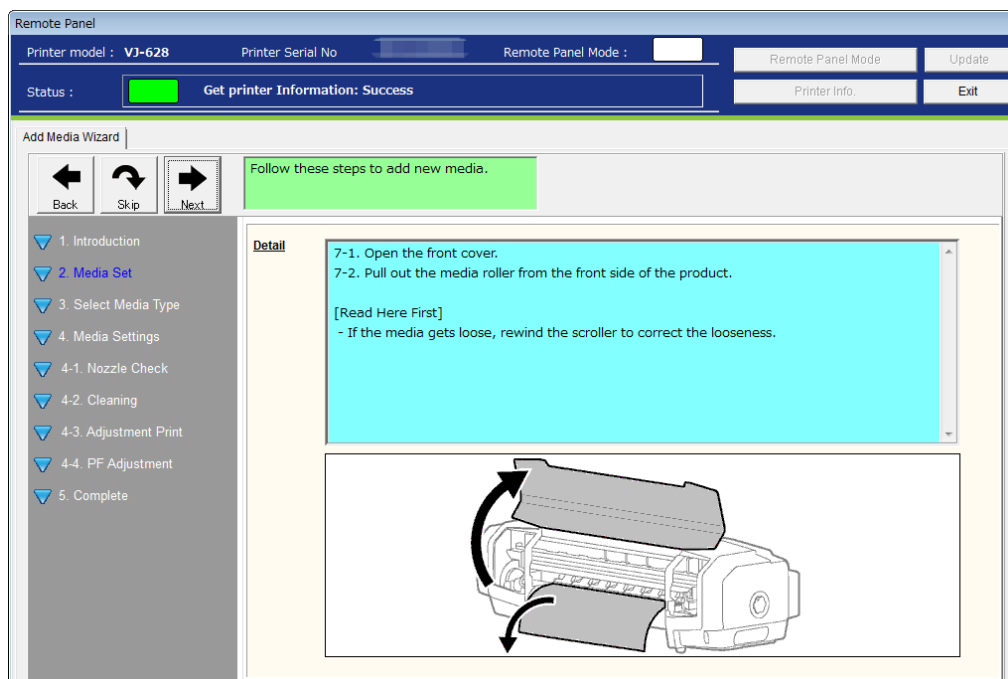 Remote Panel
Printer model : VJ-628 Printer Serial No Remote Panel Mode :
Remote Panel Mode Update
Status : Get printer Information: Success
Printer Info. Exit
Add Media Wizard
Back Skip Next
Follow these steps to add new media.
1. Introduction
2. Media Set
3. Select Media Type
4. Media Settings
4-1. Nozzle Check
4-2. Cleaning
4-3. Adjustment Print
4-4. PF Adjustment
5. Complete
Detail
7-1. Open the front cover.
7-2. Pull out the media roller from the front side of the product.
[Read Here First]
- If the media gets loose, rewind the scroller to correct the looseness.